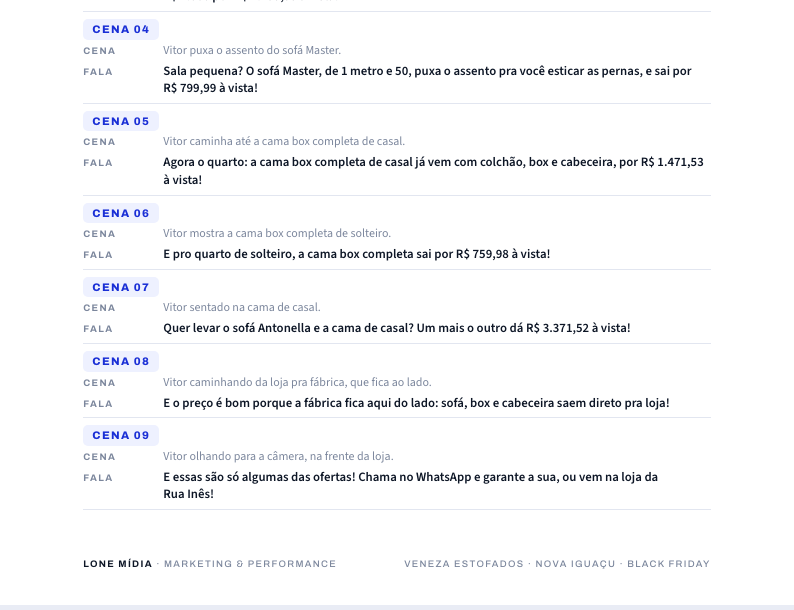 CENA 04
CENA Vitor puxa o assento do sofá Master.
FALA Sala pequena? O sofá Master, de 1 metro e 50, puxa o assento pra você esticar as pernas, e sai por
R$ 799,99 à vista!
CENA 05
CENA Vitor caminha até a cama box completa de casal.
FALA Agora o quarto: a cama box completa de casal já vem com colchão, box e cabeceira, por R$ 1.471,53
à vista!
CENA 06
CENA Vitor mostra a cama box completa de solteiro.
FALA E pro quarto de solteiro, a cama box completa sai por R$ 759,98 à vista!
CENA 07
CENA Vitor sentado na cama de casal.
FALA Quer levar o sofá Antonella e a cama de casal? Um mais o outro dá R$ 3.371,52 à vista!
CENA 08
CENA Vitor caminhando da loja pra fábrica, que fica ao lado.
FALA E o preço é bom porque a fábrica fica aqui do lado: sofá, box e cabeceira saem direto pra loja!
CENA 09
CENA Vitor olhando para a câmera, na frente da loja.
FALA E essas são só algumas das ofertas! Chama no WhatsApp e garante a sua, ou vem na loja da
Rua Inês!
LONE MÍDIA · MARKETING & PERFORMANCE VENEZA ESTOFADOS · NOVA IGUAÇU · BLACK FRIDAY